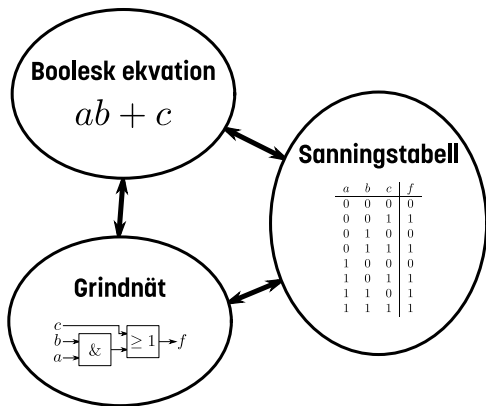 Boolesk ekvation
ab + c
Sanningstabell
a b c f
0 0 0 0
0 0 1 1
0 1 0 0
0 1 1 1
1 0 0 0
1 0 1 1
1 1 0 1
1 1 1 1
Grindnät
c
b
a
&
≥ 1
f